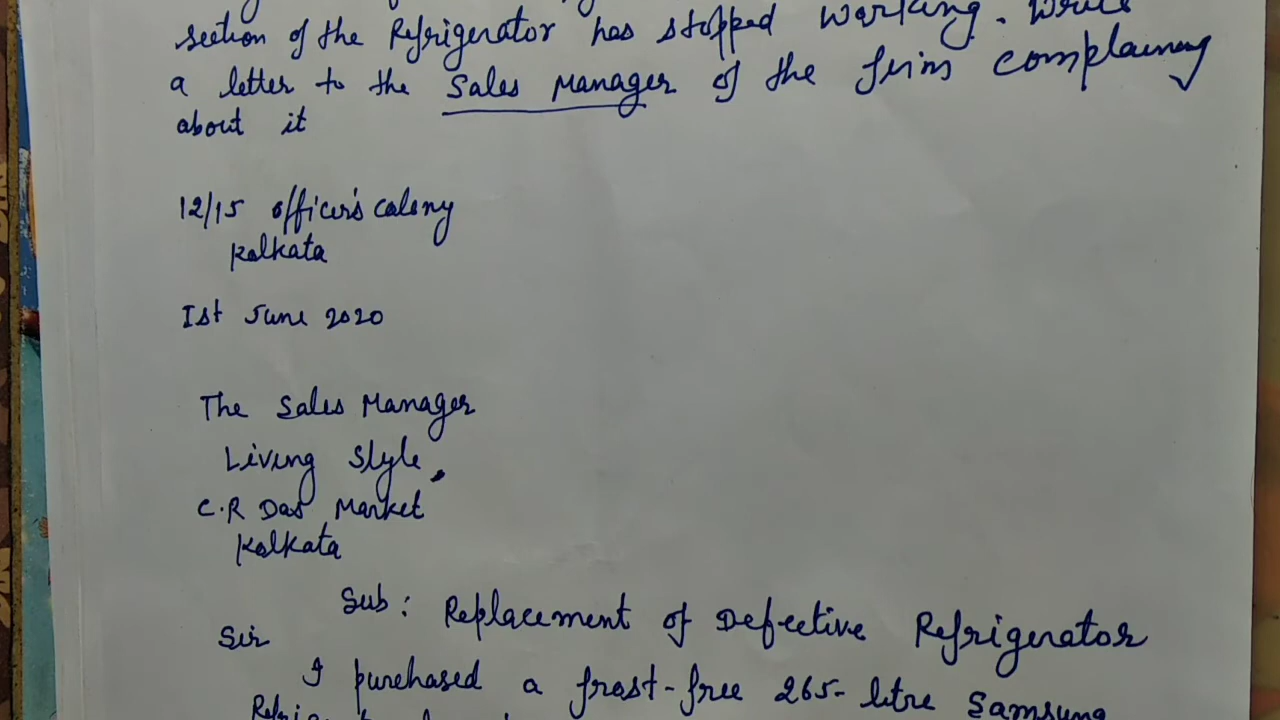 section of the Refrigerator has stopped working. Write
a letter to the Sales Manager of the firm complaining
about it
12/15 officer's colony
Kolkata
Ist June 2020
The Sales Manager
Living Style,
C.R Das Market
Kolkata
Sub: Replacement of Defective Refrigerator
Sir
I purchased a frost-free 265-litre Samsung